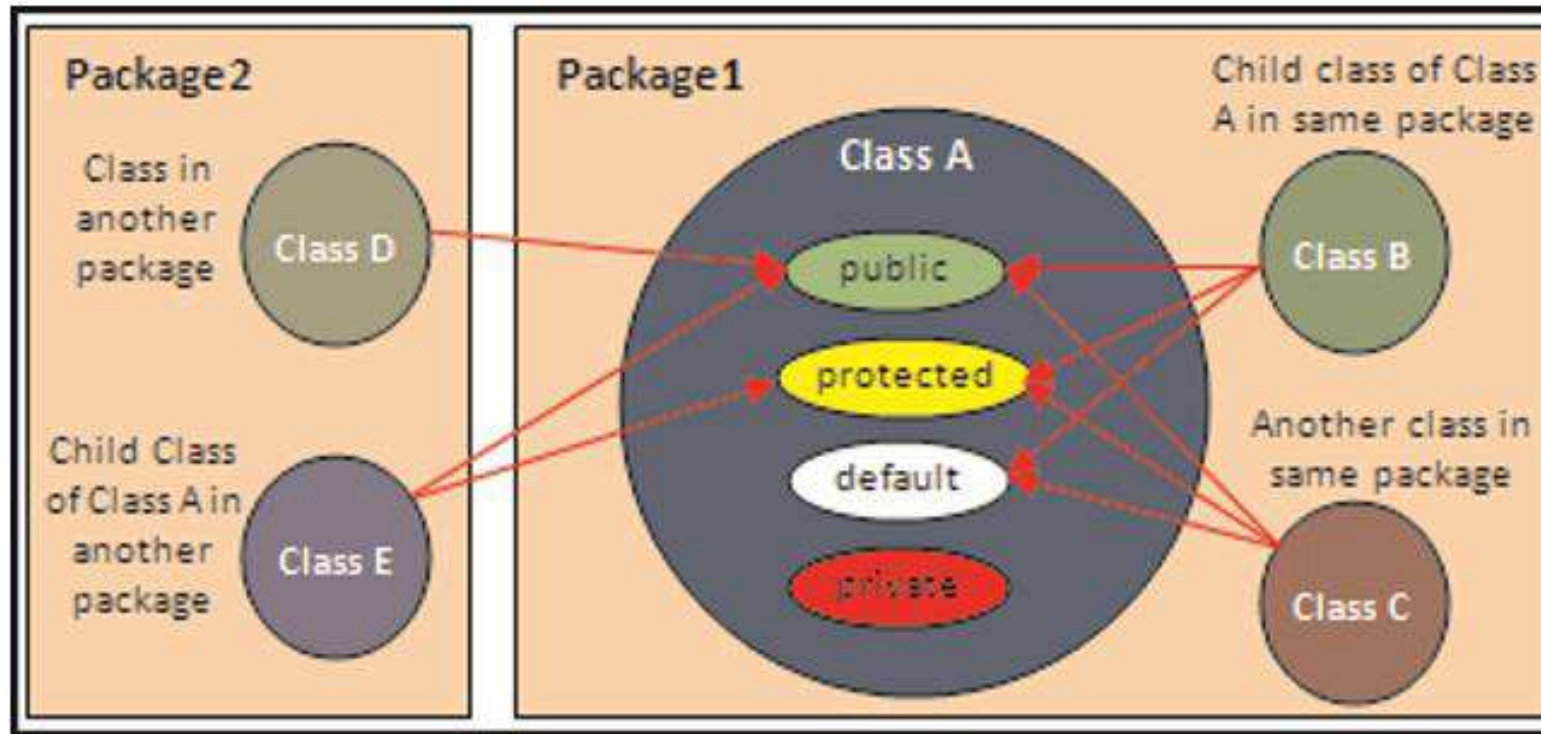 Package2
Class in
another
package
Class D
Child Class
of Class A in
another
package
Class E
Package1
Class A
public
protected
default
private
Child class of Class
A in same package
Class B
Another class in
same package
Class C